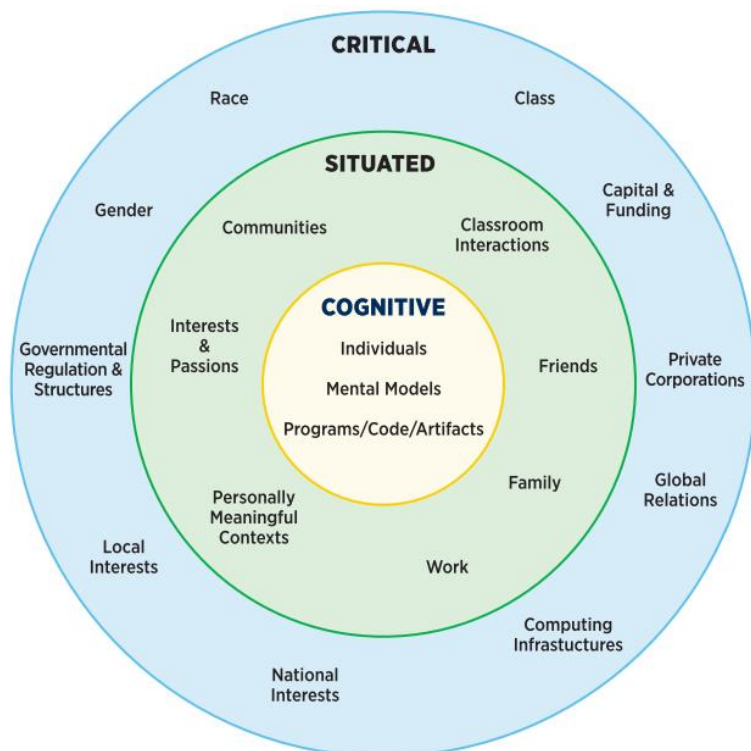 CRITICAL
Race
Class
SITUATED
Capital &
Funding
Gender
Communities
Classroom
Interactions
COGNITIVE
Individuals
Mental Models
Programs/Code/Artifacts
Interests
&
Passions
Governmental
Regulation &
Structures
Friends
Private
Corporations
Family
Global
Relations
Personally
Meaningful
Contexts
Local
Interests
Work
Computing
Infrastuctures
National
Interests